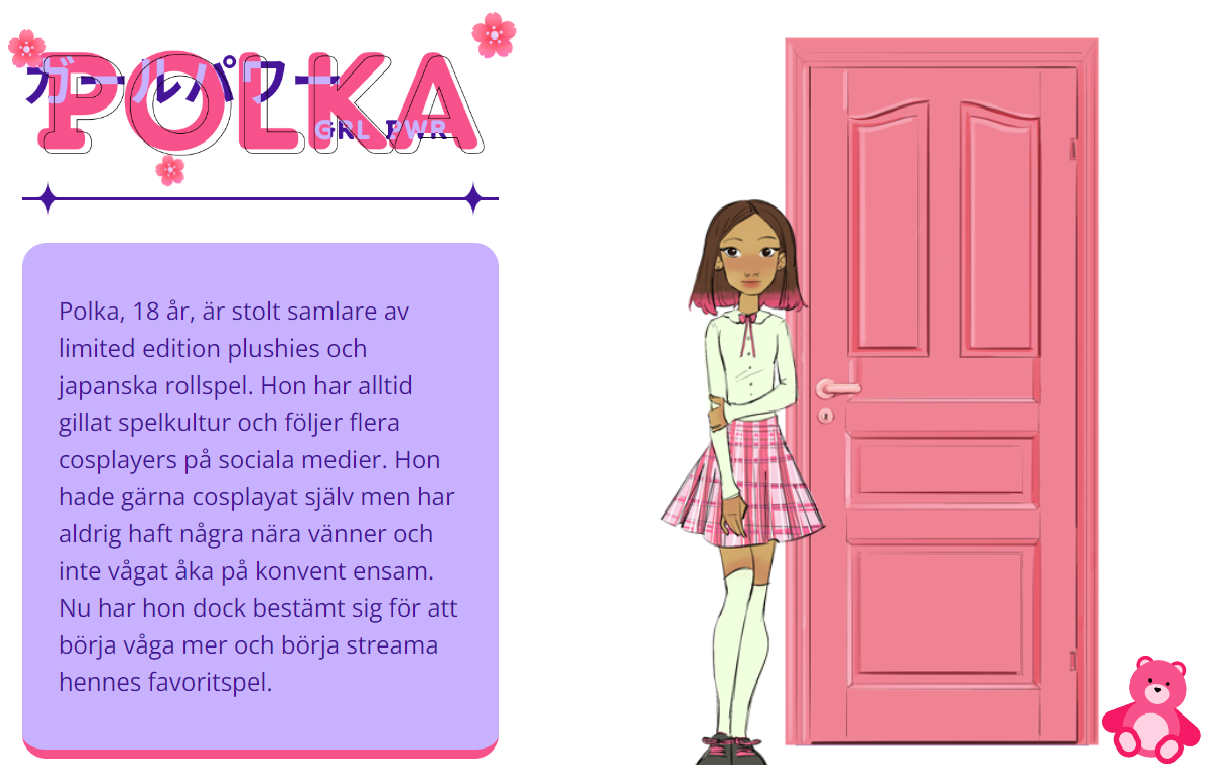 ガールパワー
POLKA
GRL PWR
Polka, 18 år, är stolt samlare av
limited edition plushies och
japanska rollspel. Hon har alltid
gillat spelkultur och följer flera
cosplayers på sociala medier. Hon
hade gärna cosplayat själv men har
aldrig haft några nära vänner och
inte vågat åka på konvent ensam.
Nu har hon dock bestämt sig för att
börja våga mer och börja streama
hennes favoritspel.